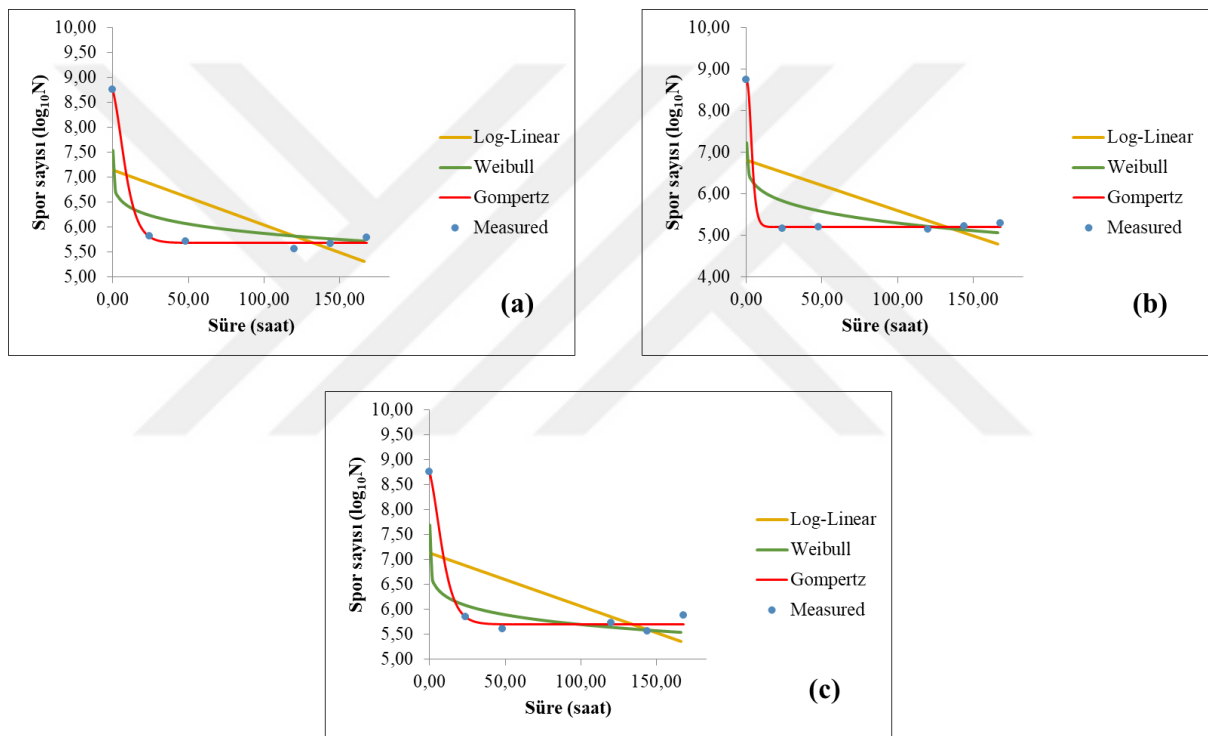 10,00
9,50
9,00
8,50
8,00
7,50
7,00
6,50
6,00
5,50
5,00
Spor sayısı (log₁₀N)
0,00 50,00 100,00 150,00
Süre (saat)
Log-Linear
Weibull
Gompertz
Measured
(a)
10,00
9,00
8,00
7,00
6,00
5,00
4,00
Spor sayısı (log₁₀N)
0,00 50,00 100,00 150,00
Süre (saat)
Log-Linear
Weibull
Gompertz
Measured
(b)
10,00
9,50
9,00
8,50
8,00
7,50
7,00
6,50
6,00
5,50
5,00
Spor sayısı (log₁₀N)
0,00 50,00 100,00 150,00
Süre (saat)
Log-Linear
Weibull
Gompertz
Measured
(c)